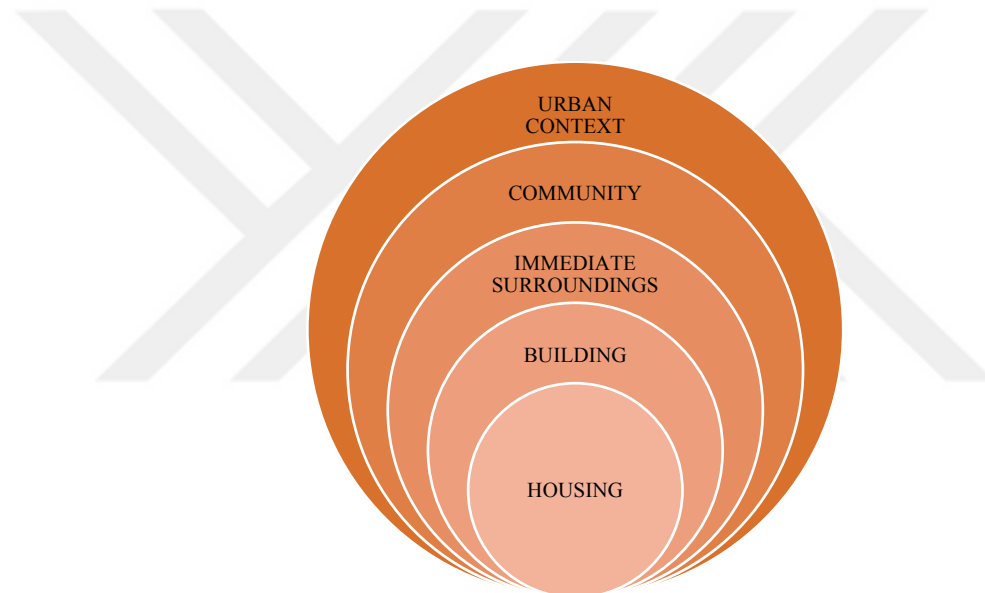 URBAN
CONTEXT
COMMUNITY
IMMEDIATE
SURROUNDINGS
BUILDING
HOUSING